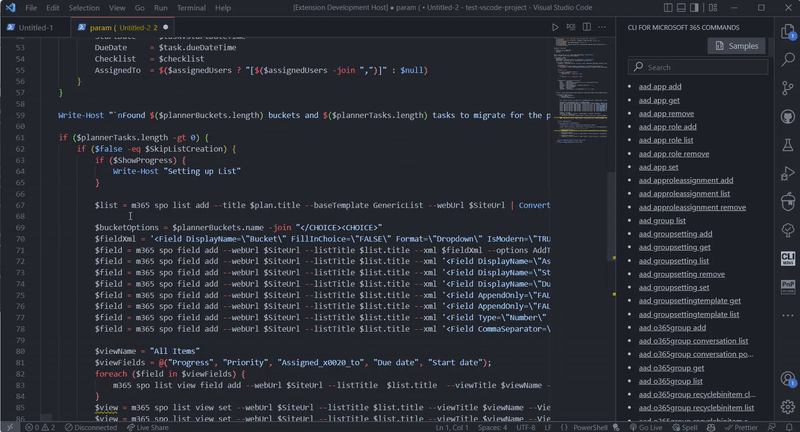 File Edit Selection View Go Run Terminal Help
[Extension Development Host] ● param ( • Untitled-2 - test-vscode-project - Visual Studio Code
Untitled-1
param ( Untitled-2 2
53 DueDate = $task.dueDateTime
54 Checklist = $checklist
55 AssignedTo = $($assignedUsers ? "[$($assignedUsers -join ",")]" : $null)
56 }
57 }
58
59 Write-Host "`nFound $($plannerBuckets.length) buckets and $($plannerTasks.length) tasks to migrate for the p
60
61 if ($plannerTasks.length -gt 0) {
62 if ($false -eq $SkipListCreation) {
63 if ($ShowProgress) {
64 Write-Host "Setting up List"
65 }
66
67 $list = m365 spo list add --title $plan.title --baseTemplate GenericList --webUrl $SiteUrl | Convert
68
69 $bucketOptions = $plannerBuckets.name -join "</CHOICE><CHOICE>"
70 $fieldXml = '<Field DisplayName=\"Bucket\" FillInChoice=\"FALSE\" Format=\"Dropdown\" IsModern=\"TRU
71 $field = m365 spo field add --webUrl $SiteUrl --listTitle $list.title --xml $fieldXml --options AddT
72 $field = m365 spo field add --webUrl $SiteUrl --listTitle $list.title --xml '<Field DisplayName=\"As
73 $field = m365 spo field add --webUrl $SiteUrl --listTitle $list.title --xml '<Field DisplayName=\"St
74 $field = m365 spo field add --webUrl $SiteUrl --listTitle $list.title --xml '<Field DisplayName=\"Du
75 $field = m365 spo field add --webUrl $SiteUrl --listTitle $list.title --xml '<Field AppendOnly=\"FAL
76 $field = m365 spo field add --webUrl $SiteUrl --listTitle $list.title --xml '<Field AppendOnly=\"FAL
77 $field = m365 spo field add --webUrl $SiteUrl --listTitle $list.title --xml '<Field Type=\"Number\"
78 $field = m365 spo field add --webUrl $SiteUrl --listTitle $list.title --xml '<Field CommaSeparator=\
79
80 $viewName = "All Items"
81 $viewFields = @("Progress", "Priority", "Assigned_x0020_to", "Due date", "Start date");
82 foreach ($field in $viewFields) {
83 m365 spo list view field add --webUrl $SiteUrl --listTitle $list.title --viewTitle $viewName -
84 }
85 $view = m365 spo list view set --webUrl $SiteUrl --listTitle $list.title --viewTitle $viewName --Vie
CLI FOR MICROSOFT 365 COMMANDS
Samples
Search
aad app add
aad app get
aad app remove
aad app role add
aad app role list
aad app role remove
aad app set
aad approleassignment add
aad approleassignment list
aad approleassignment remove
aad group list
aad groupsetting add
aad groupsetting get
aad groupsetting list
aad groupsetting remove
aad groupsetting set
aad groupsettingtemplate get
aad groupsettingtemplate list
aad o365group add
aad o365group conversation list
aad o365group conversation po...
aad o365group get
aad o365group list
aad o365group recyclebinitem cl...
aad o365group recyclebinitem list
CLI
M365
PnP
0 2 Disconnected Live Share
Ln 1, Col 1 Spaces: 4 UTF-8 LF {} PowerShell Go Live Spell Prettier